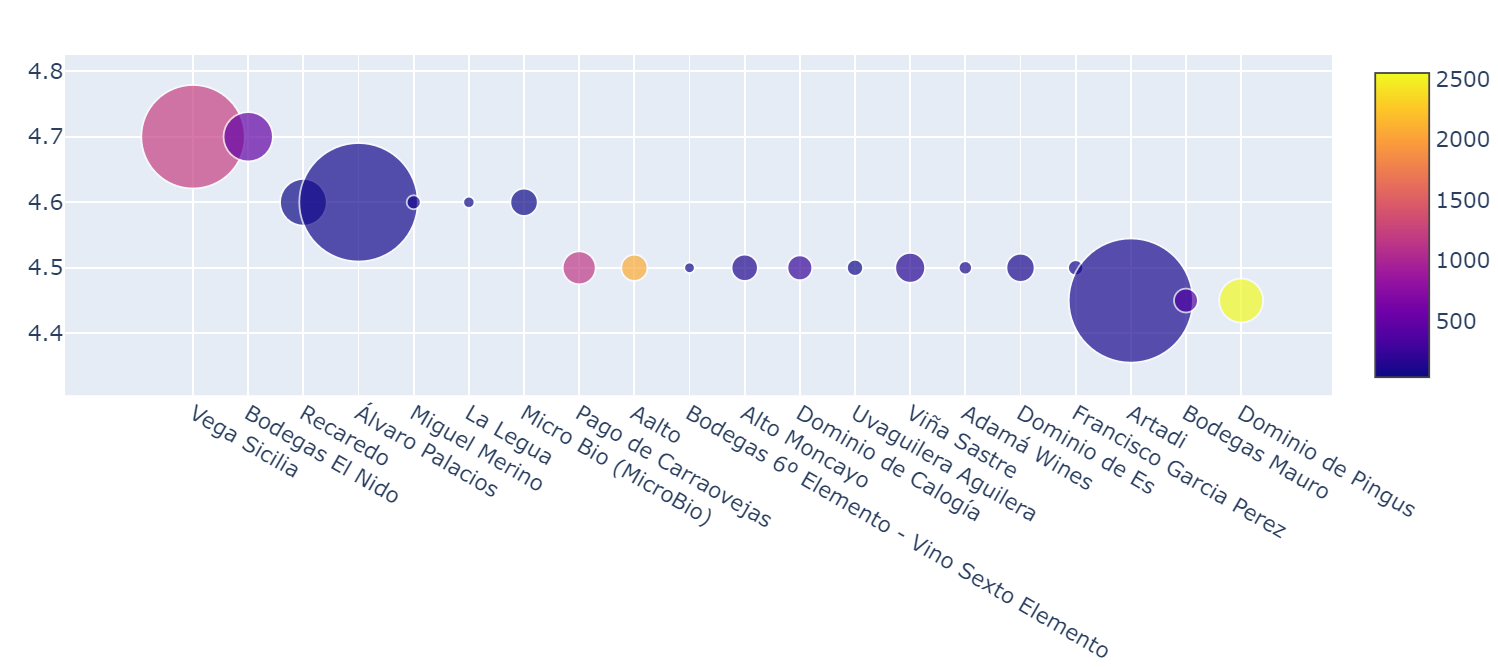 4.8
4.7
4.6
4.5
4.4
Vega Sicilia
Bodegas El Nido
Recaredo
Álvaro Palacios
Miguel Merino
La Legua
Micro Bio (MicroBio)
Pago de Carraovejas
Aalto
Bodegas 6º Elemento - Vino Sexto Elemento
Alto Moncayo
Dominio de Calogía
Uvaguilera Aguilera
Viña Sastre
Adamá Wines
Dominio de Es
Francisco Garcia Perez
Artadi
Bodegas Mauro
Dominio de Pingus
2500
2000
1500
1000
500